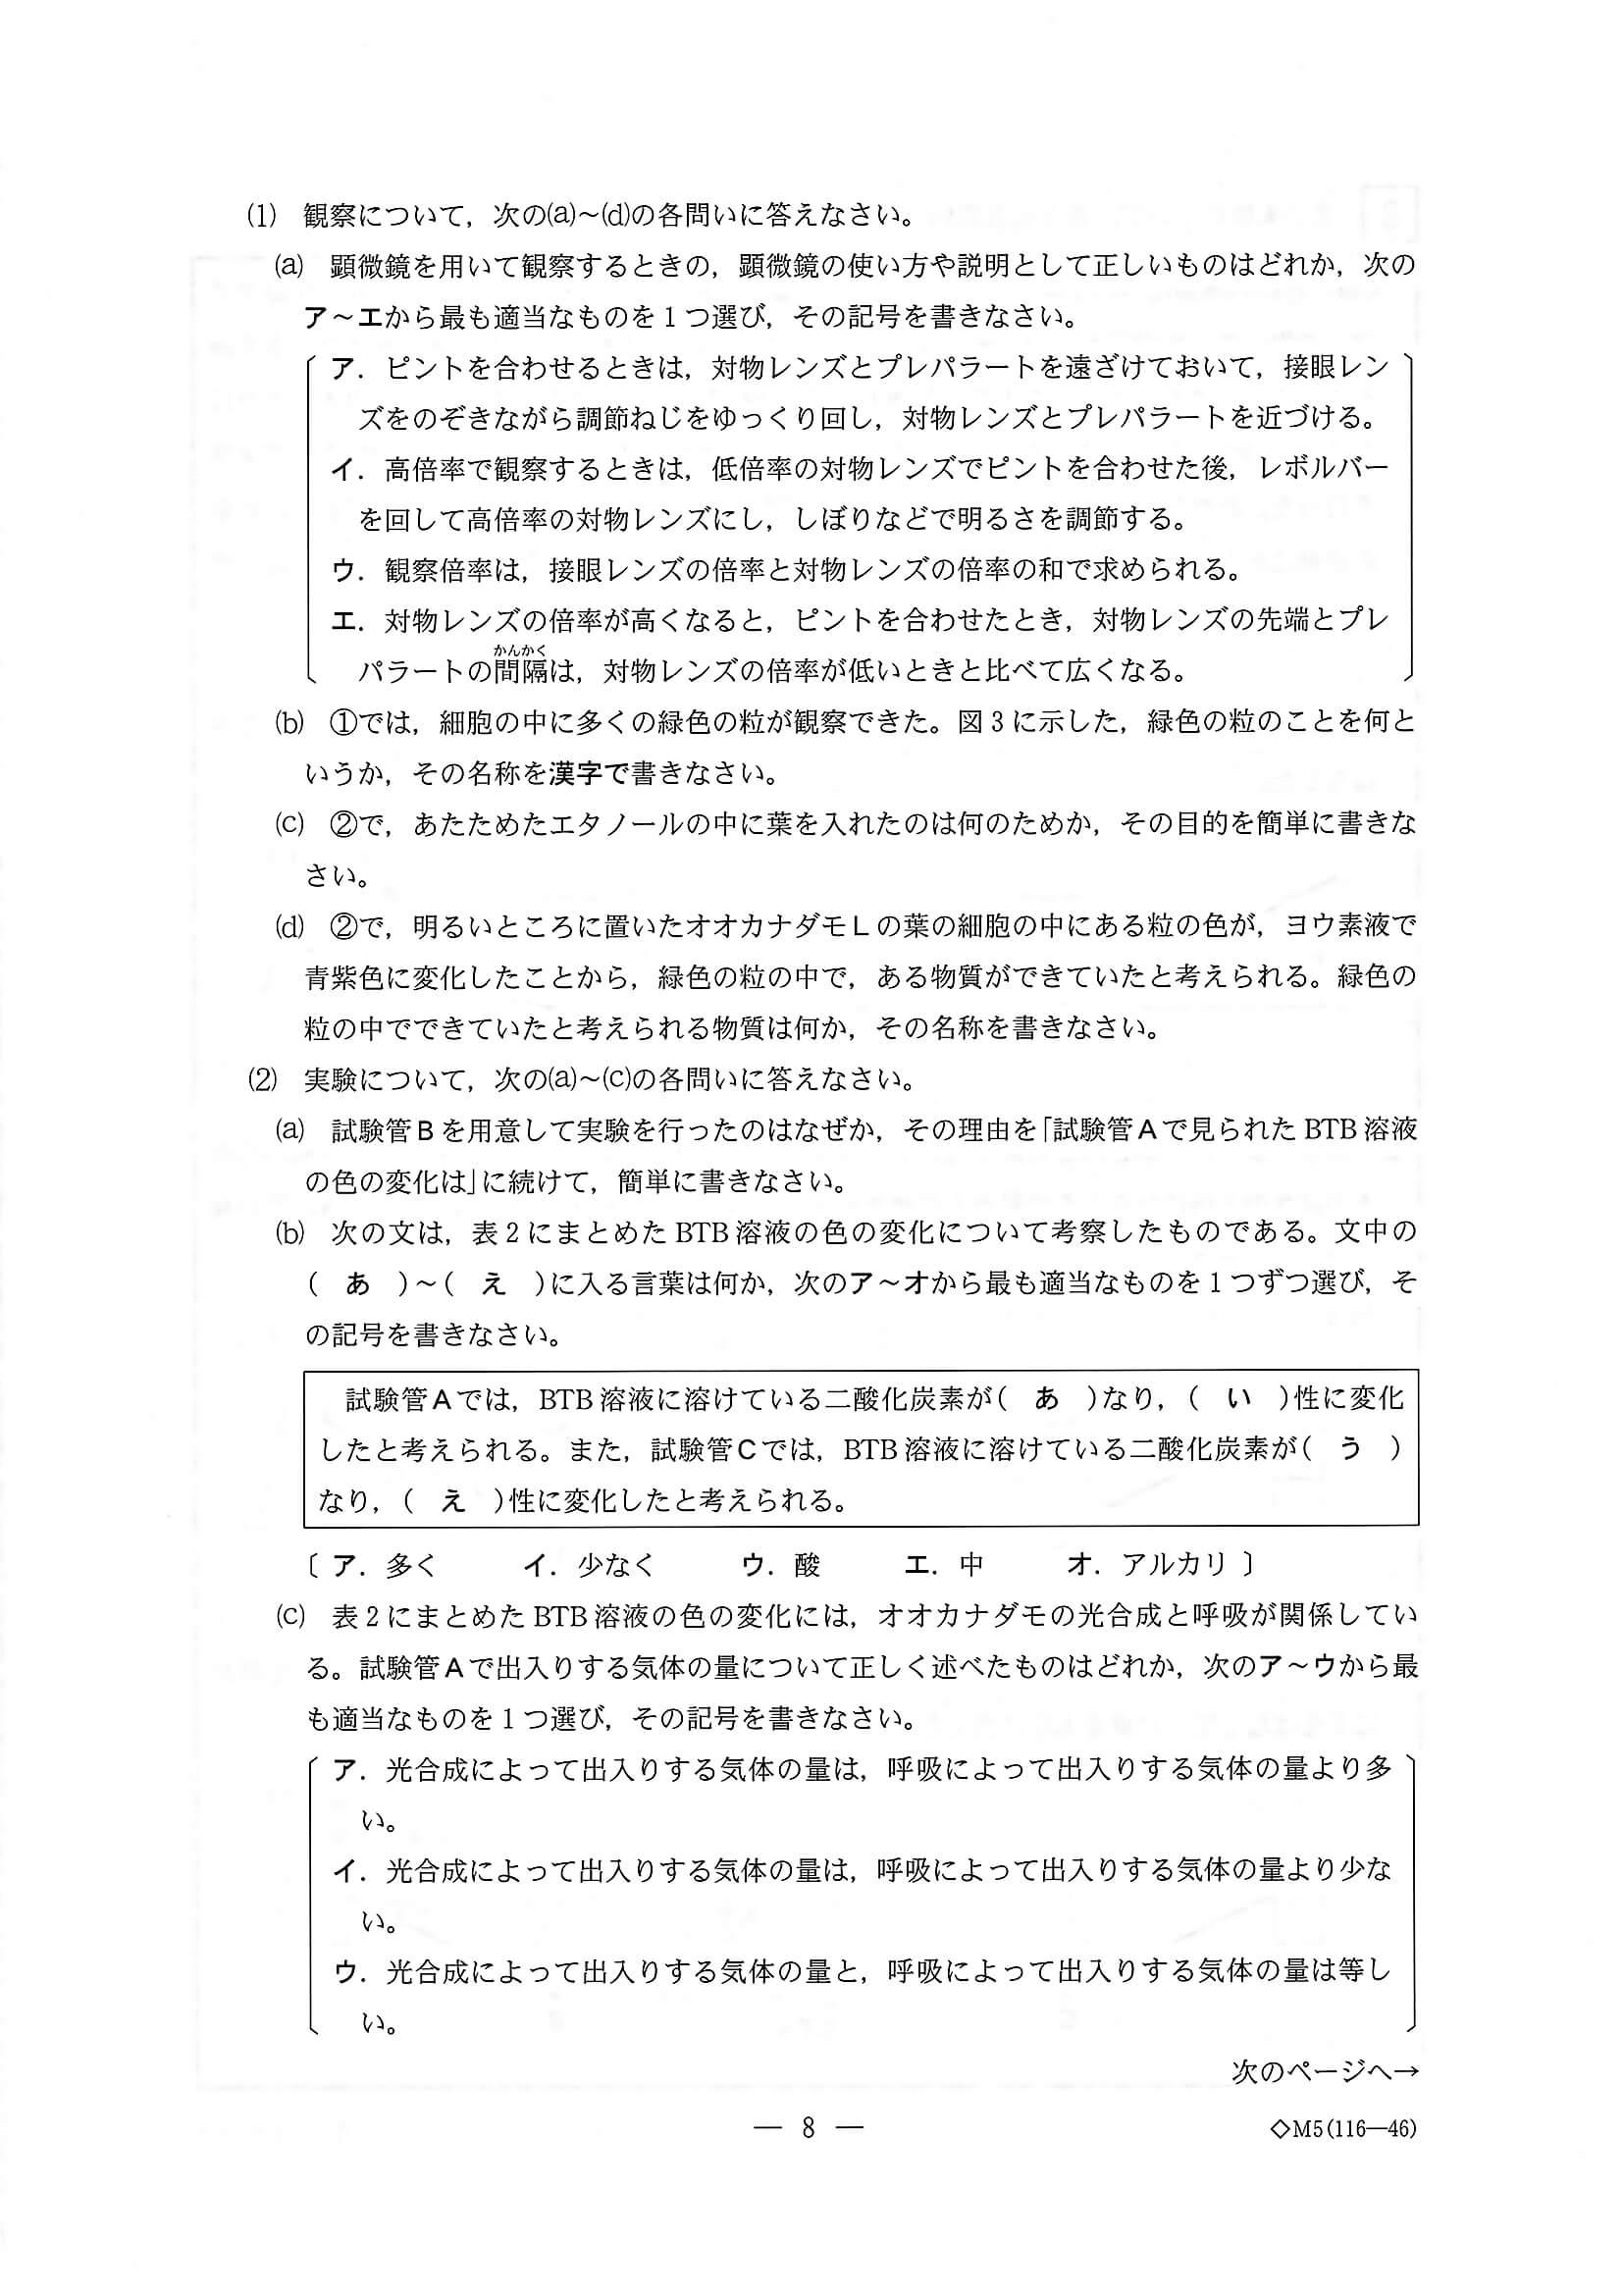 (1) 観察について，次の(a)～(d)の各問いに答えなさい。
(a) 顕微鏡を用いて観察するときの，顕微鏡の使い方や説明として正しいものはどれか，次の
ア～エから最も適当なものを1つ選び，その記号を書きなさい。
ア．ピントを合わせるときは，対物レンズとプレパラートを遠ざけておいて，接眼レン
ズをのぞきながら調節ねじをゆっくり回し，対物レンズとプレパラートを近づける。
イ．高倍率で観察するときは，低倍率の対物レンズでピントを合わせた後，レボルバー
を回して高倍率の対物レンズにし，しぼりなどで明るさを調節する。
ウ．観察倍率は，接眼レンズの倍率と対物レンズの倍率の和で求められる。
エ．対物レンズの倍率が高くなると，ピントを合わせたとき，対物レンズの先端とプレ
かんかく
パラートの間隔は，対物レンズの倍率が低いときと比べて広くなる。
(b) ①では，細胞の中に多くの緑色の粒が観察できた。図3に示した，緑色の粒のことを何と
いうか，その名称を漢字で書きなさい。
(c) ②で，あたためたエタノールの中に葉を入れたのは何のためか，その目的を簡単に書きな
さい。
(d) ②で，明るいところに置いたオオカナダモLの葉の細胞の中にある粒の色が，ヨウ素液で
青紫色に変化したことから，緑色の粒の中で，ある物質ができていたと考えられる。緑色の
粒の中でできていたと考えられる物質は何か，その名称を書きなさい。
(2) 実験について，次の(a)～(c)の各問いに答えなさい。
(a) 試験管Bを用意して実験を行ったのはなぜか，その理由を「試験管Aで見られたBTB溶液
の色の変化は」に続けて，簡単に書きなさい。
(b) 次の文は，表2にまとめたBTB溶液の色の変化について考察したものである。文中の
( あ )～( え )に入る言葉は何か，次のア～オから最も適当なものを1つずつ選び，そ
の記号を書きなさい。
試験管Aでは，BTB溶液に溶けている二酸化炭素が( あ )なり，( い )性に変化
したと考えられる。また，試験管Cでは，BTB溶液に溶けている二酸化炭素が( う )
なり，( え )性に変化したと考えられる。
〔 ア．多く イ．少なく ウ．酸 エ．中 オ．アルカリ 〕
(c) 表2にまとめたBTB溶液の色の変化には，オオカナダモの光合成と呼吸が関係してい
る。試験管Aで出入りする気体の量について正しく述べたものはどれか，次のア～ウから最
も適当なものを1つ選び，その記号を書きなさい。
ア．光合成によって出入りする気体の量は，呼吸によって出入りする気体の量より多
い。
イ．光合成によって出入りする気体の量は，呼吸によって出入りする気体の量より少な
い。
ウ．光合成によって出入りする気体の量と，呼吸によって出入りする気体の量は等し
い。
次のページへ→
— 8 —
◇M5(116—46)